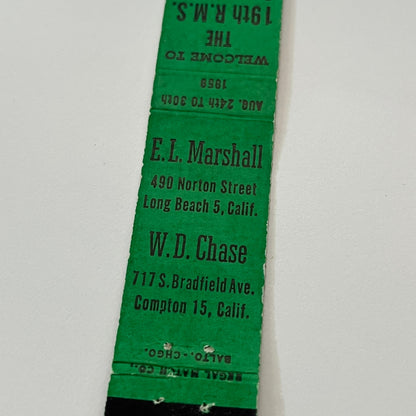 19th R.M.S.
THE
WELCOME TO
1959
AUG. 24th TO 30th
E.L. Marshall
490 Norton Street
Long Beach 5, Calif.
W.D. Chase
717 S. Bradfield Ave.
Compton 15, Calif.
BALTO.-CHGO.
REGAL MATCH CO.,